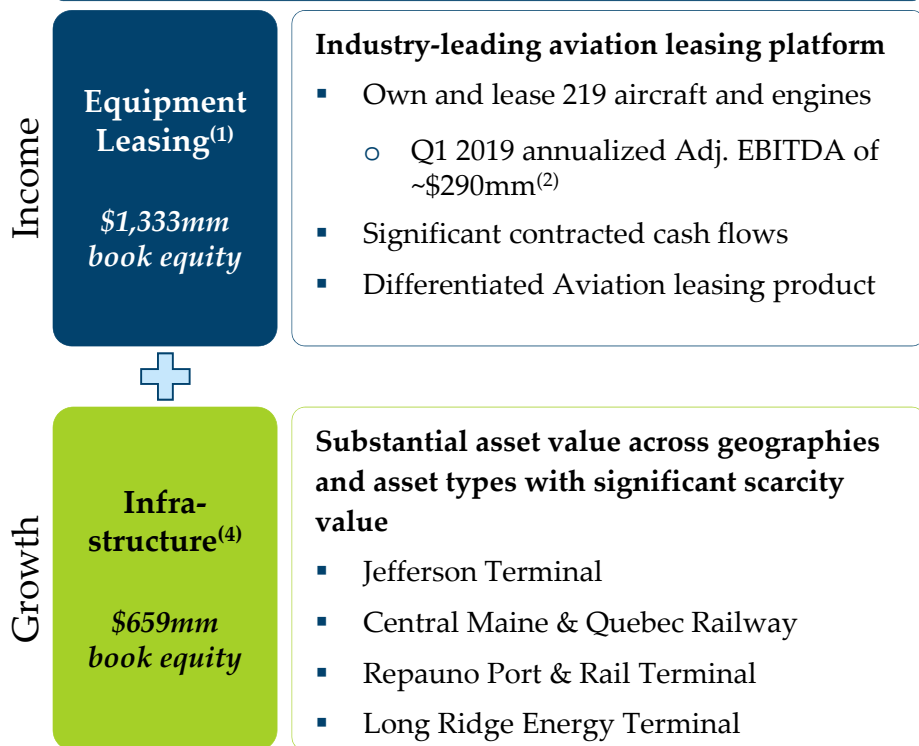 Income
Equipment
Leasing(1)
$1,333mm
book equity
Industry-leading aviation leasing platform
▪ Own and lease 219 aircraft and engines
o Q1 2019 annualized Adj. EBITDA of
~$290mm(2)
▪ Significant contracted cash flows
▪ Differentiated Aviation leasing product
Growth
Infra-
structure(4)
$659mm
book equity
Substantial asset value across geographies
and asset types with significant scarcity
value
▪ Jefferson Terminal
▪ Central Maine & Quebec Railway
▪ Repauno Port & Rail Terminal
▪ Long Ridge Energy Terminal